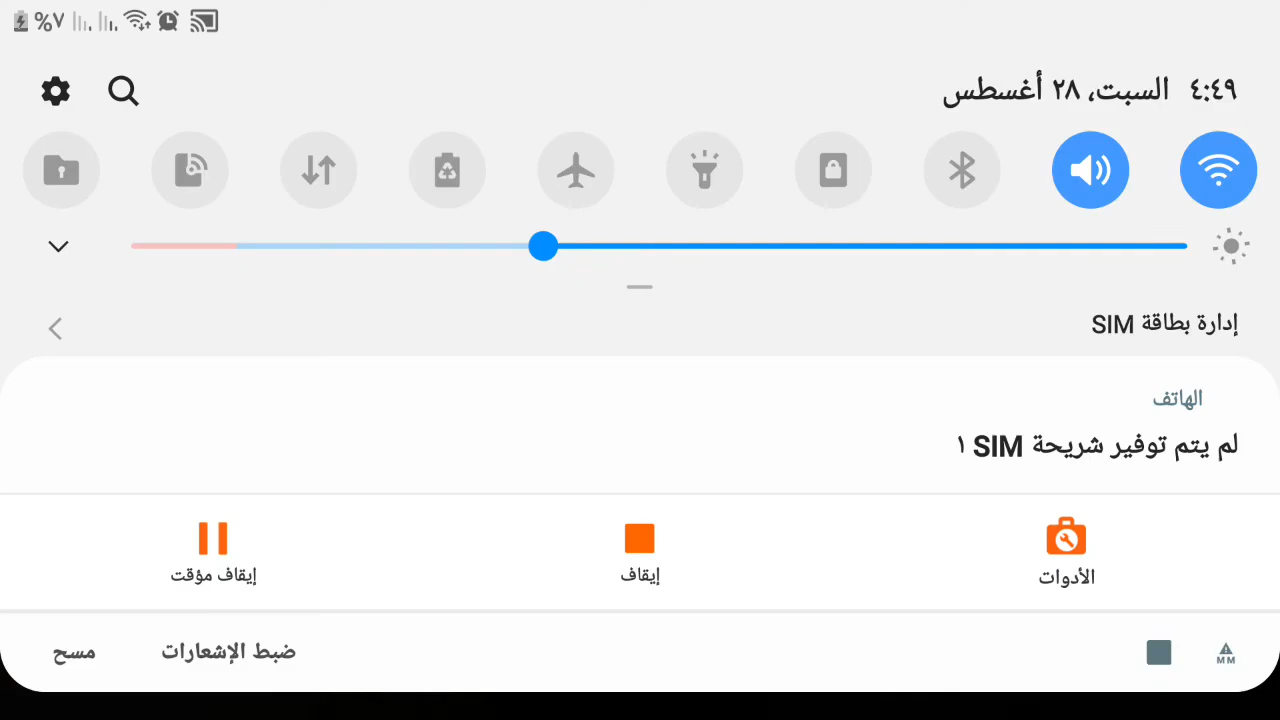 %٧
٤:٤٩ السبت، ٢٨ أغسطس
إدارة بطاقة SIM
الهاتف
لم يتم توفير شريحة SIM ١
الأدوات
إيقاف
إيقاف مؤقت
MM
ضبط الإشعارات
مسح